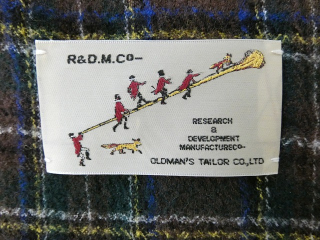 R&D.M.Co-
RESEARCH
&
DEVELOPMENT
MANUFACTURECO-
OLDMAN'S TAILOR CO.,LTD